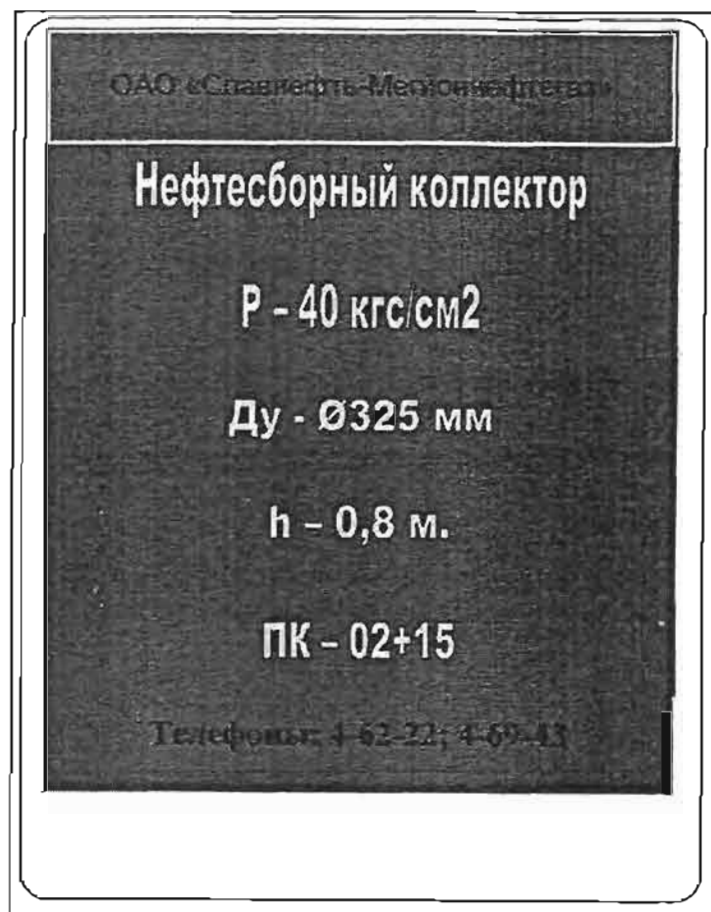 ОАО «Славнефть-Мегионнефтегаз»
Нефтесборный коллектор
Р – 40 кгс/см2
Ду - Ø325 мм
h – 0,8 м.
ПК – 02+15
Телефоны: 4-62-22; 4-69-43